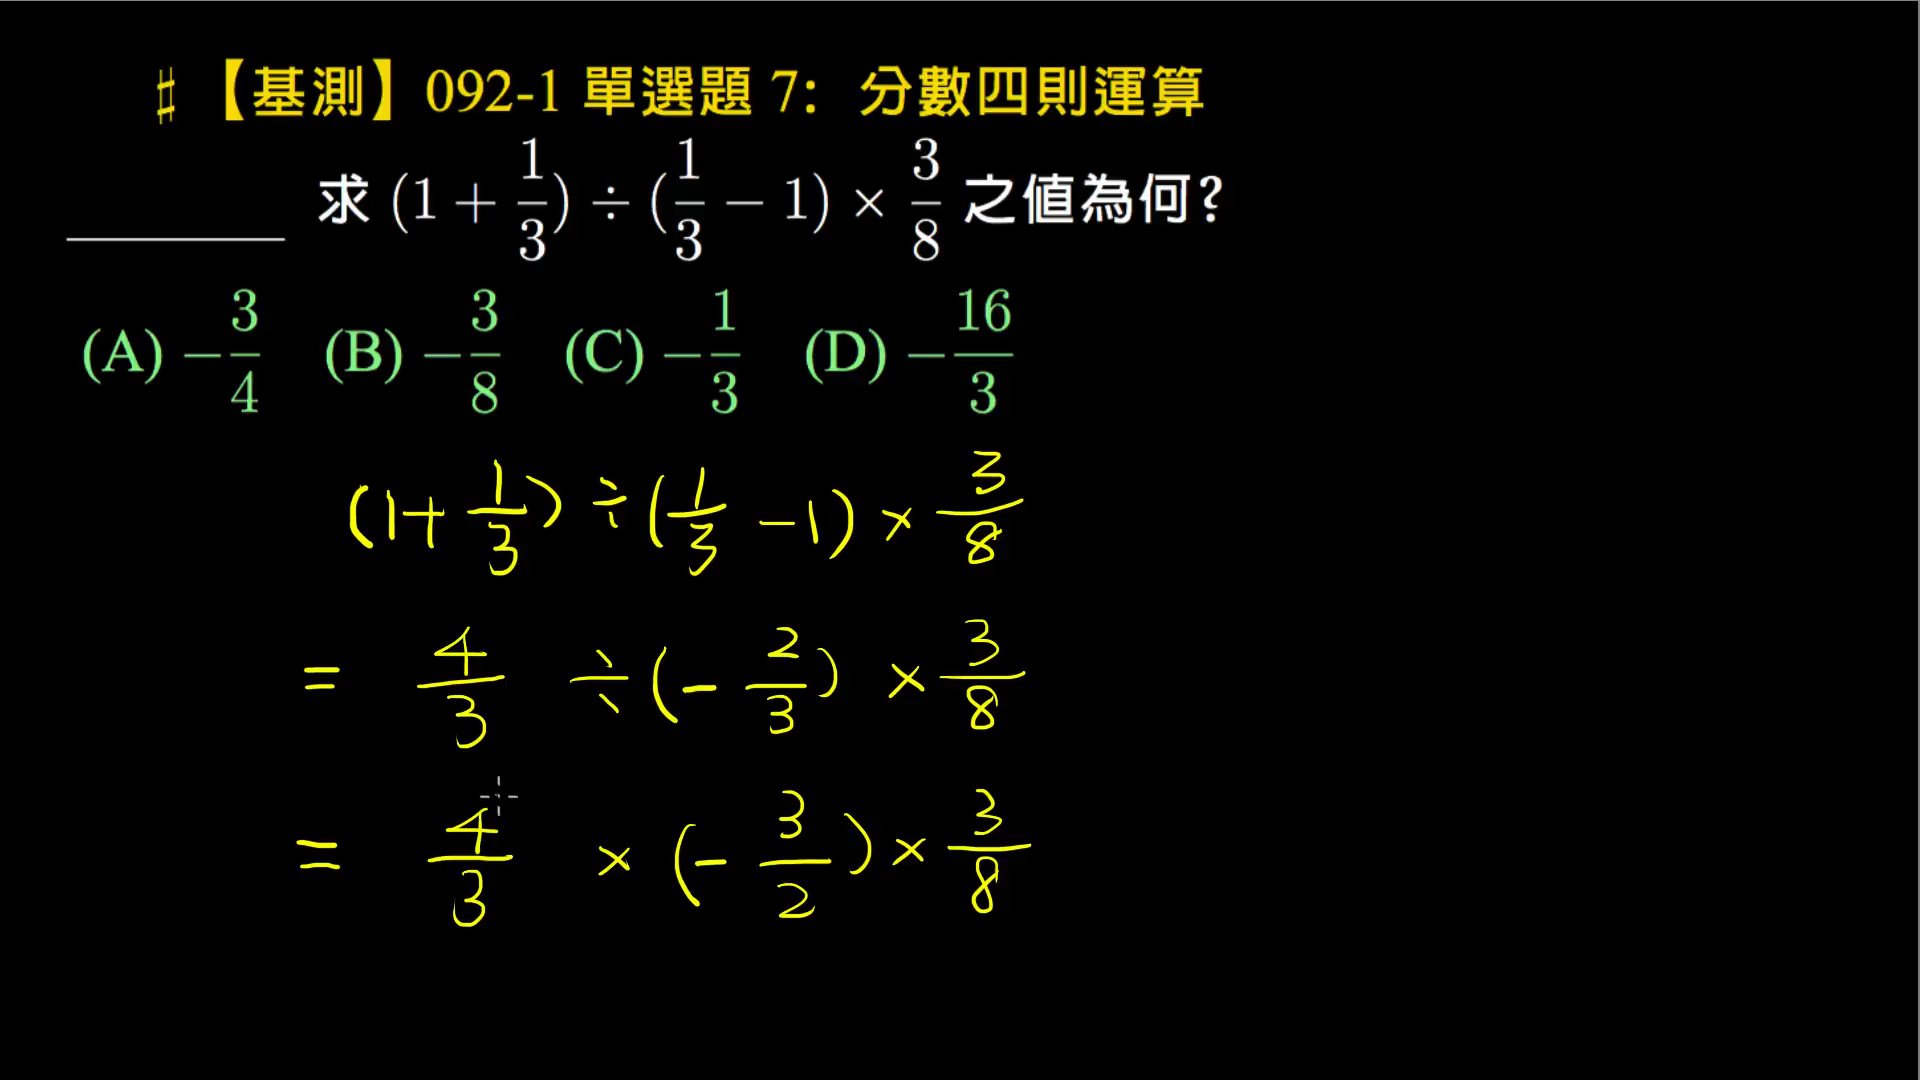 #【基測】092-1 單選題 7: 分數四則運算
________ 求 (1 + 1/3) ÷ (1/3 − 1) × 3/8 之值為何?
(A) −3/4 (B) −3/8 (C) −1/3 (D) −16/3
(1 + 1/3) ÷ (1/3 − 1) × 3/8
= 4/3 ÷ (− 2/3) × 3/8
= 4/3 × (− 3/2) × 3/8